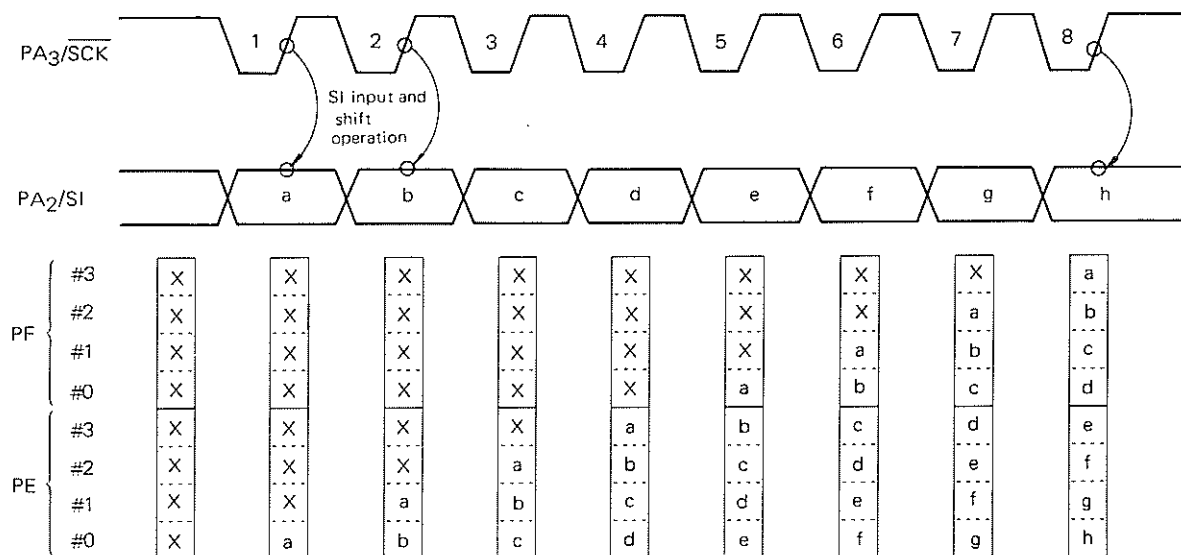 PA3/SCK 1 2 3 4 5 6 7 8
SI input and
shift
operation
PA2/SI a b c d e f g h
PF
#3 X X X X X X X X a
#2 X X X X X X X a b
#1 X X X X X X a b c
#0 X X X X X a b c d
PE
#3 X X X X a b c d e
#2 X X X a b c d e f
#1 X X a b c d e f g
#0 X a b c d e f g h